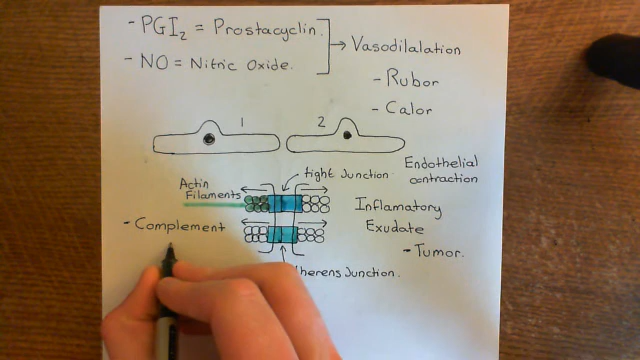 - PGI₂ = Prostacyclin.
→ Vasodilalation
- NO = Nitric Oxide.
- Rubor
- Calor
1
2
Endothelial
contraction
tight Junction
Actin
Filaments
Inflamatory
Exudate
- Complement
- Tumor.
Junction.